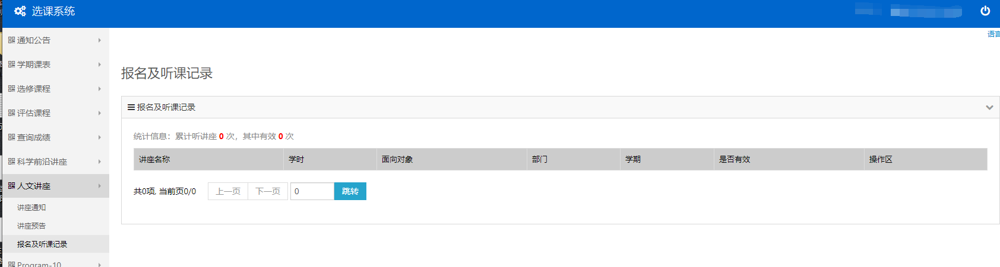 选课系统
语言
通知公告
学期课表
选修课程
评估课程
查询成绩
科学前沿讲座
人文讲座
讲座通知
讲座预告
报名及听课记录
Program-10
报名及听课记录
报名及听课记录
统计信息：累计听讲座 0 次，其中有效 0 次
讲座名称 学时 面向对象 部门 学期 是否有效 操作区
共0项, 当前页0/0 上一页 下一页 0 跳转